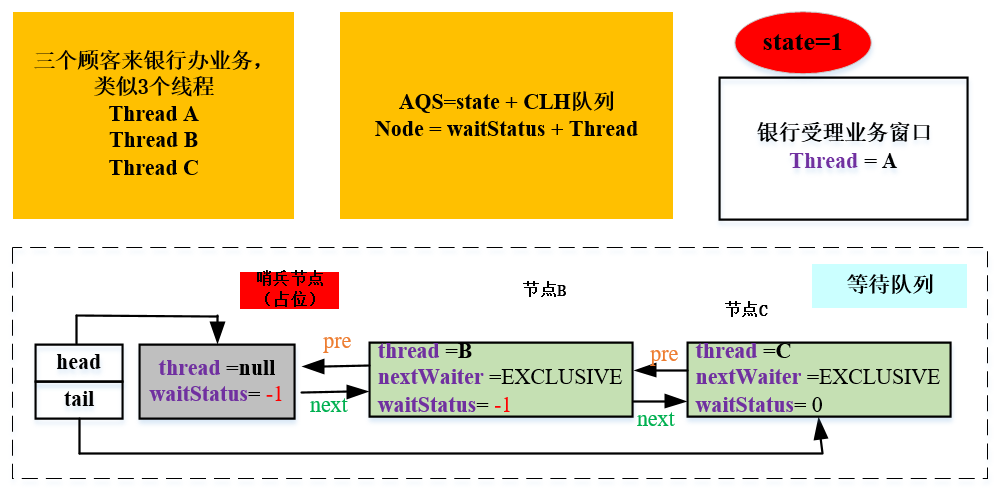 三个顾客来银行办业务，
类似3个线程
Thread A
Thread B
Thread C
AQS=state + CLH队列
Node = waitStatus + Thread
state=1
银行受理业务窗口
Thread = A
等待队列
哨兵节点
（占位）
节点B
节点C
head
tail
thread =null
waitStatus= -1
pre
next
thread =B
nextWaiter =EXCLUSIVE
waitStatus= -1
pre
next
thread =C
nextWaiter =EXCLUSIVE
waitStatus= 0